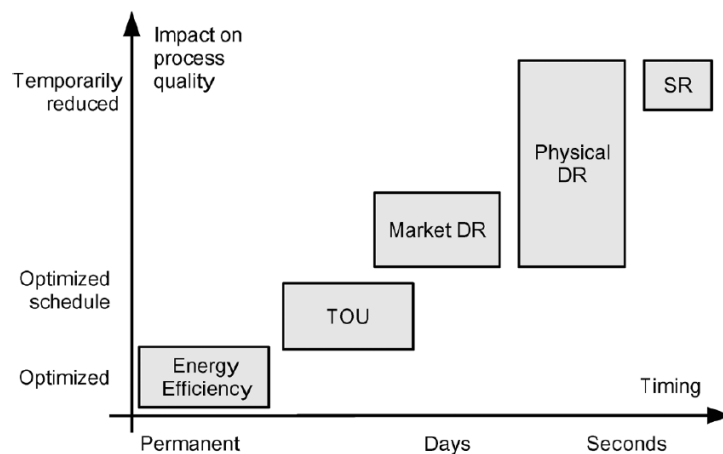 Impact on
process
quality
Temporarily
reduced
SR
Physical
DR
Market DR
Optimized
schedule
TOU
Optimized
Energy
Efficiency
Timing
Permanent
Days
Seconds